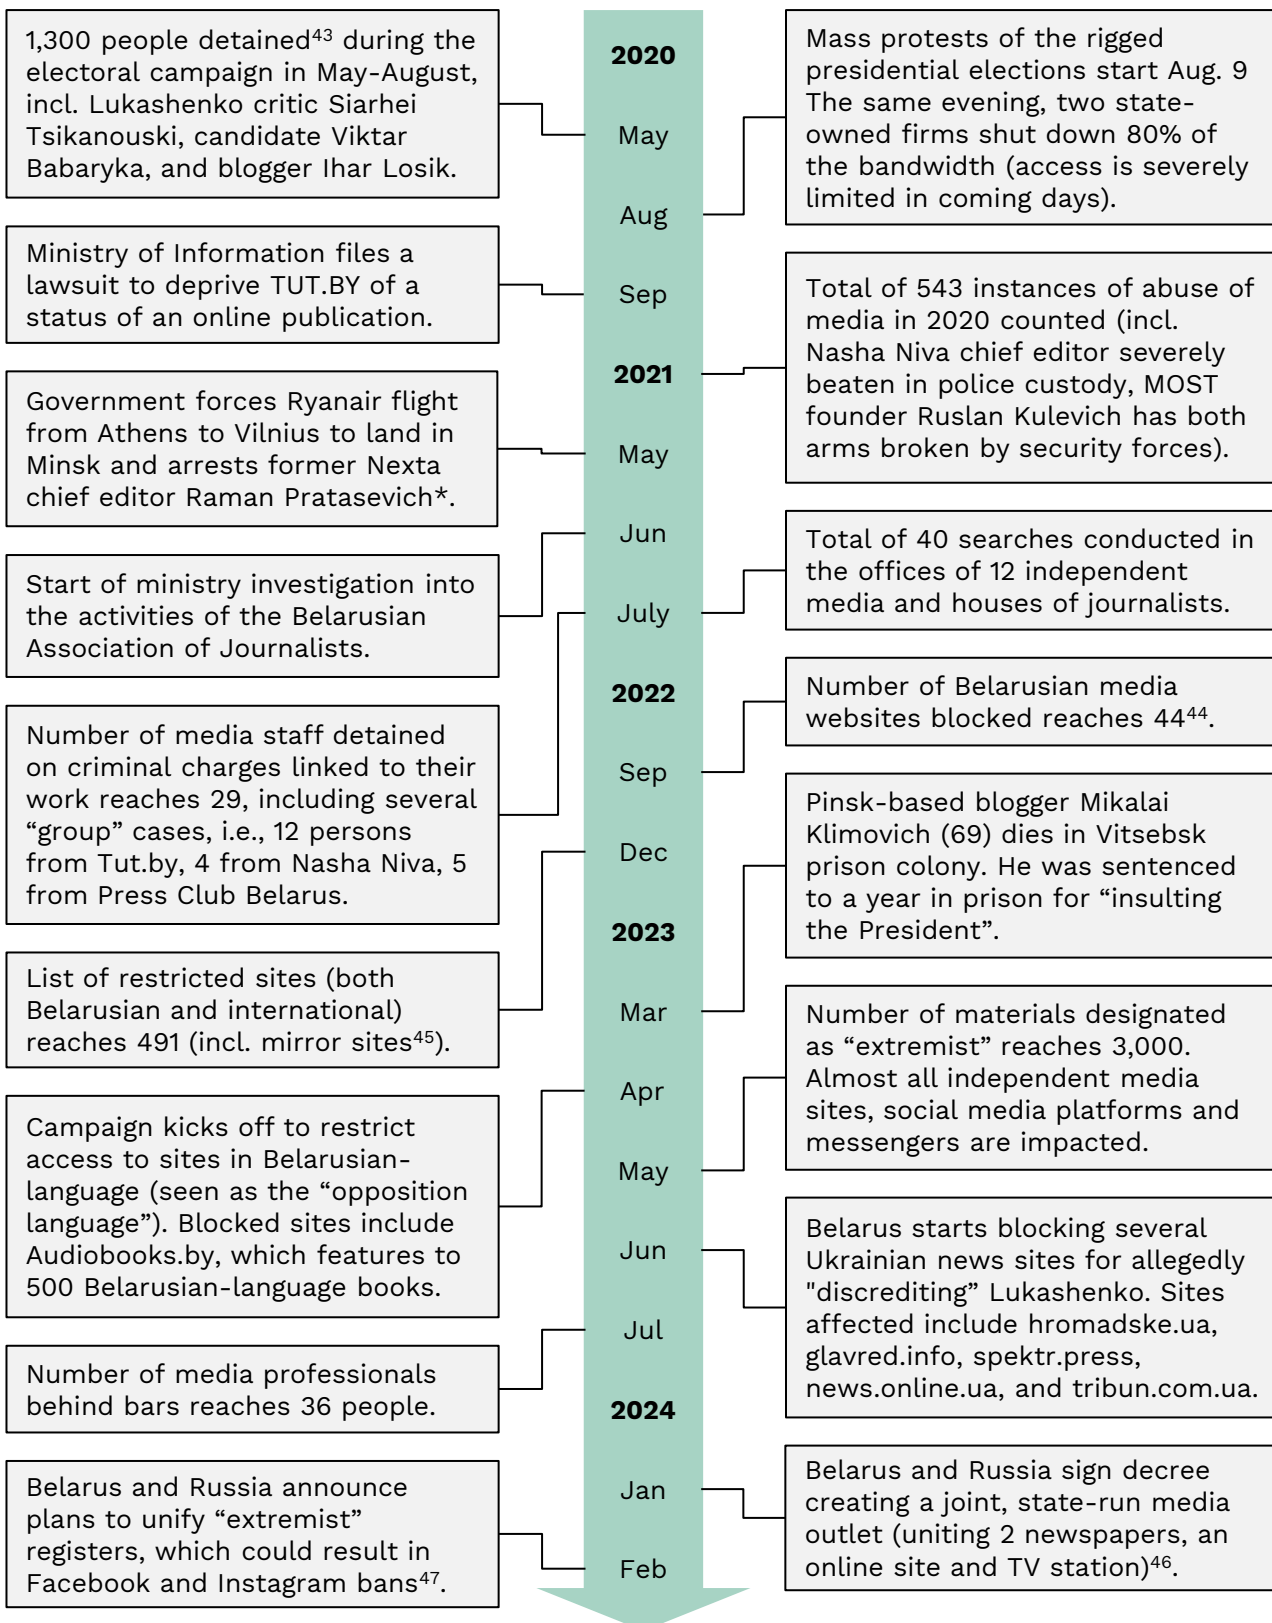 2020
1,300 people detained43 during the
electoral campaign in May-August,
incl. Lukashenko critic Siarhei
Tsikanouski, candidate Viktar
Babaryka, and blogger Ihar Losik.
May
Mass protests of the rigged
presidential elections start Aug. 9
The same evening, two state-
owned firms shut down 80% of
the bandwidth (access is severely
limited in coming days).
Aug
Ministry of Information files a
lawsuit to deprive TUT.BY of a
status of an online publication.
Sep
2021
Total of 543 instances of abuse of
media in 2020 counted (incl.
Nasha Niva chief editor severely
beaten in police custody, MOST
founder Ruslan Kulevich has both
arms broken by security forces).
Government forces Ryanair flight
from Athens to Vilnius to land in
Minsk and arrests former Nexta
chief editor Raman Pratasevich*.
May
Jun
Start of ministry investigation into
the activities of the Belarusian
Association of Journalists.
July
Total of 40 searches conducted in
the offices of 12 independent
media and houses of journalists.
Number of media staff detained
on criminal charges linked to their
work reaches 29, including several
“group” cases, i.e., 12 persons
from Tut.by, 4 from Nasha Niva, 5
from Press Club Belarus.
2022
Number of Belarusian media
websites blocked reaches 4444.
Sep
Dec
List of restricted sites (both
Belarusian and international)
reaches 491 (incl. mirror sites45).
2023
Pinsk-based blogger Mikalai
Klimovich (69) dies in Vitsebsk
prison colony. He was sentenced
to a year in prison for “insulting
the President”.
Mar
Apr
Campaign kicks off to restrict
access to sites in Belarusian-
language (seen as the “opposition
language”). Blocked sites include
Audiobooks.by, which features to
500 Belarusian-language books.
May
Number of materials designated
as “extremist” reaches 3,000.
Almost all independent media
sites, social media platforms and
messengers are impacted.
Jun
Belarus starts blocking several
Ukrainian news sites for allegedly
"discrediting” Lukashenko. Sites
affected include hromadske.ua,
glavred.info, spektr.press,
news.online.ua, and tribun.com.ua.
Jul
Number of media professionals
behind bars reaches 36 people.
2024
Jan
Belarus and Russia sign decree
creating a joint, state-run media
outlet (uniting 2 newspapers, an
online site and TV station)46.
Belarus and Russia announce
plans to unify “extremist”
registers, which could result in
Facebook and Instagram bans47.
Feb